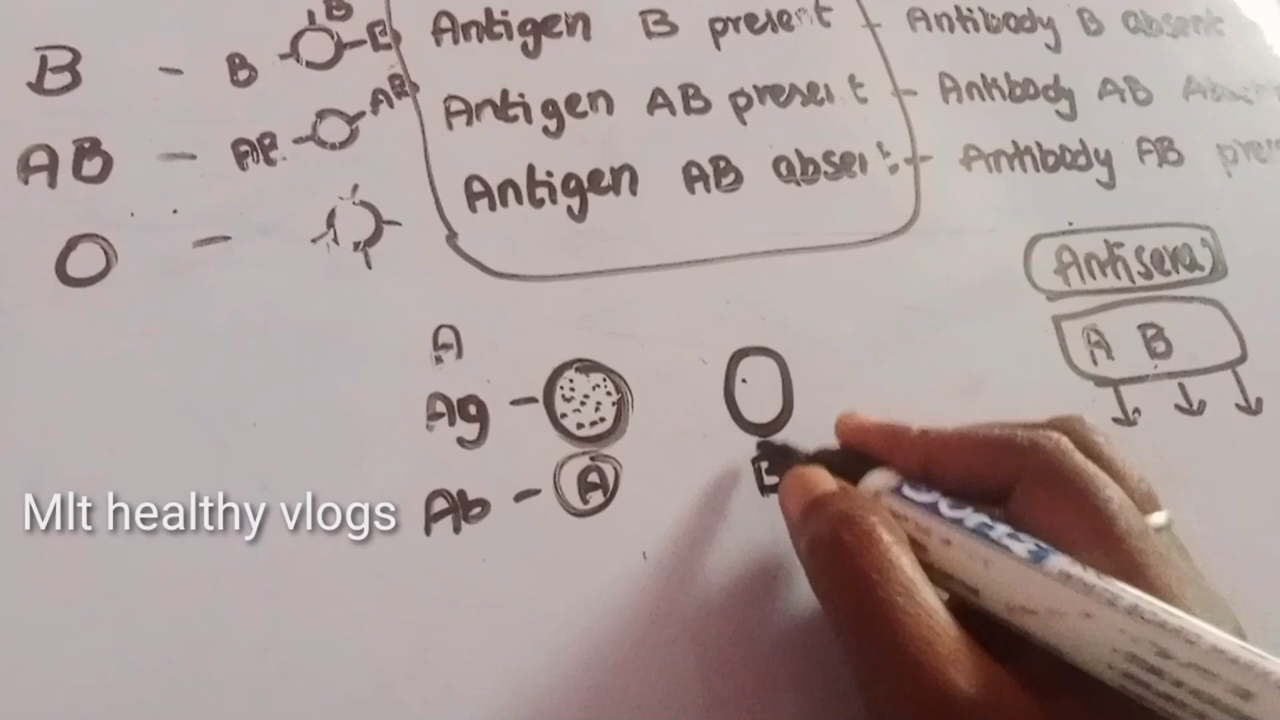 B - B B B Antigen B present - Antibody B absent
AB - AB AB Antigen AB present - Antibody AB
Antigen AB absent - Antibody AB
O -
Antisera
A B
A
Ag -
Ab - A
Mlt healthy vlogs